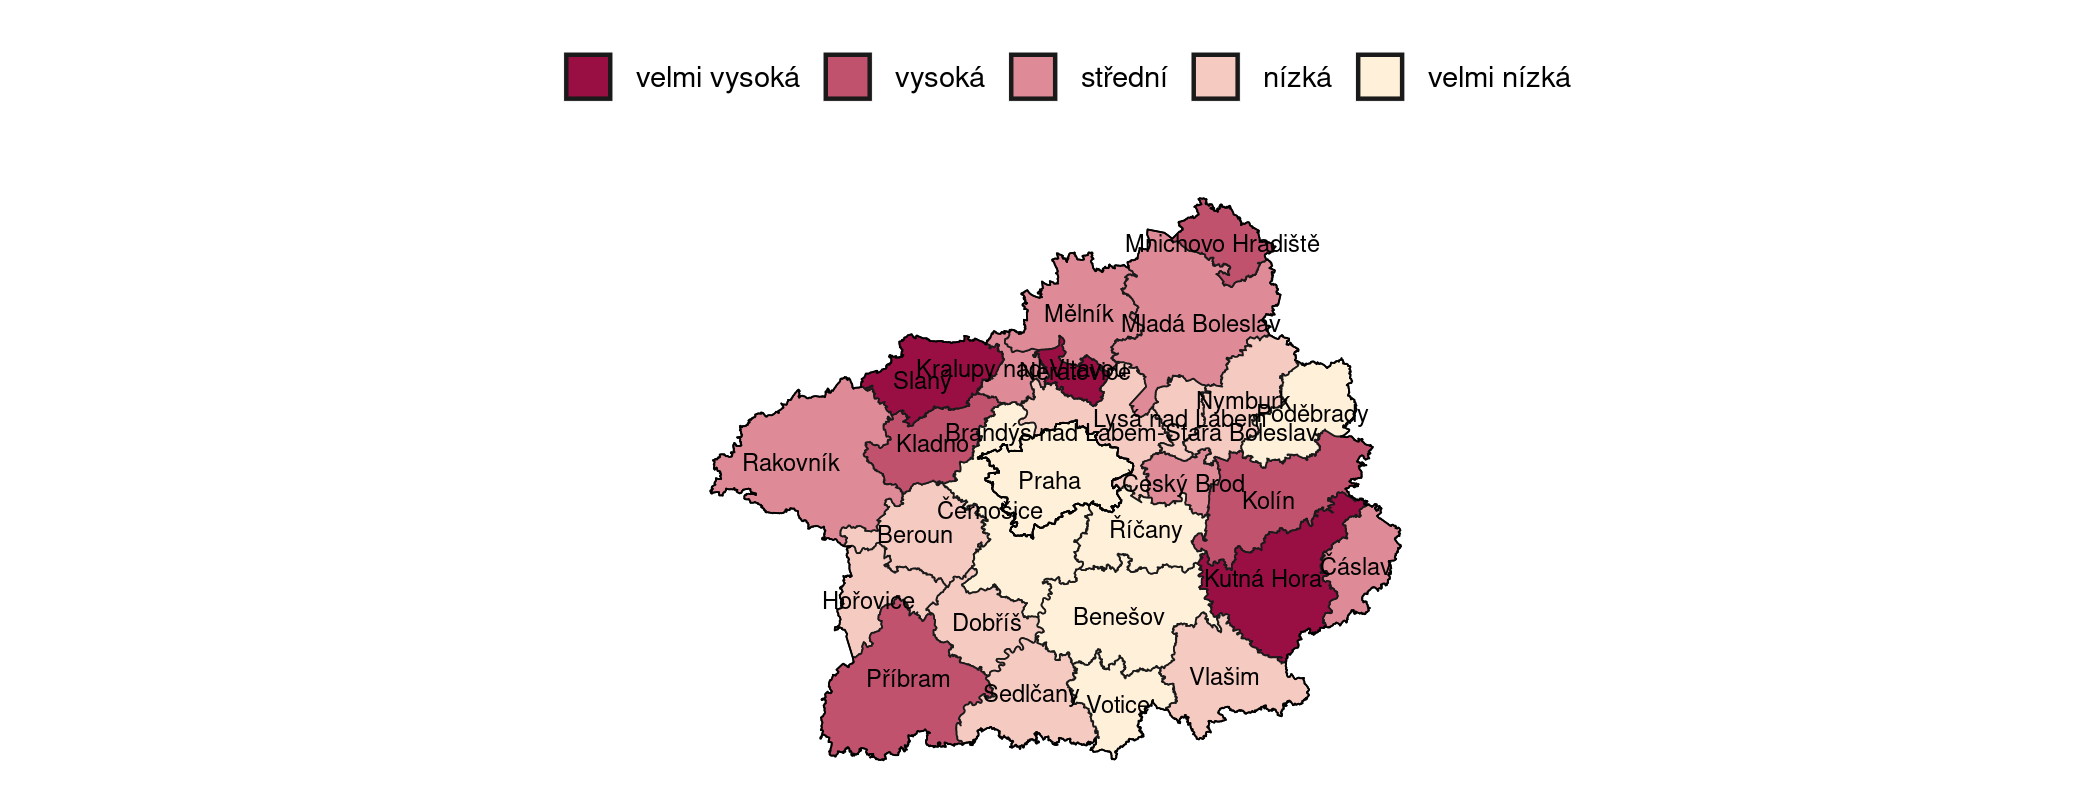 velmi vysoká
vysoká
střední
nízká
velmi nízká
Mnichovo Hradiště
Mělník
Mladá Boleslav
Kralupy nad Vltavou
Neratovice
Slaný
Nymburk
Poděbrady
Lysá nad Labem
Brandýs nad Labem-Stará Boleslav
Kladno
Rakovník
Praha
Český Brod
Kolín
Černošice
Říčany
Beroun
Čáslav
Kutná Hora
Hořovice
Benešov
Dobříš
Vlašim
Příbram
Sedlčany
Votice